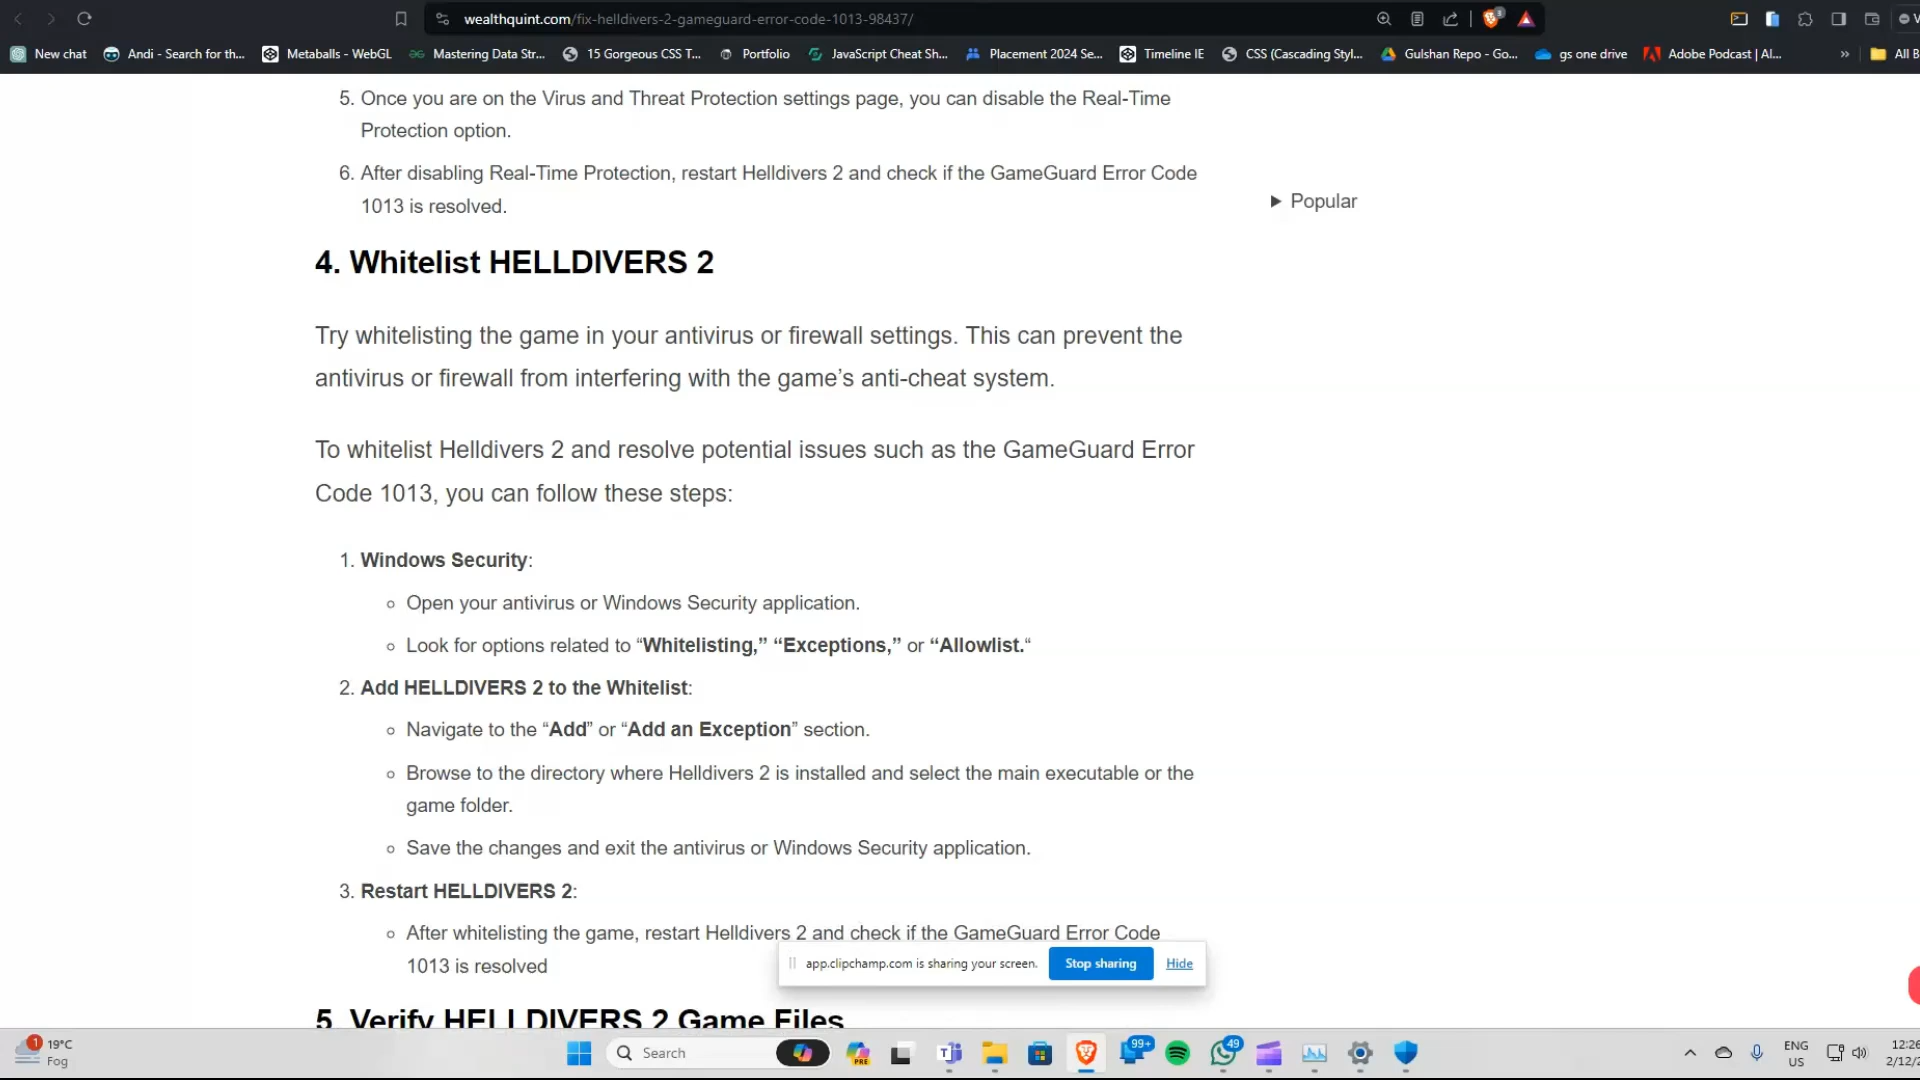 wealthquint.com/fix-helldivers-2-gameguard-error-code-1013-98437/
New chat
Andi - Search for th...
Metaballs - WebGL
Mastering Data Str...
15 Gorgeous CSS T...
Portfolio
JavaScript Cheat Sh...
Placement 2024 Se...
Timeline IE
CSS (Cascading Styl...
Gulshan Repo - Go...
gs one drive
Adobe Podcast | AI...
» All B
5. Once you are on the Virus and Threat Protection settings page, you can disable the Real-Time
Protection option.
6. After disabling Real-Time Protection, restart Helldivers 2 and check if the GameGuard Error Code
1013 is resolved.
▶ Popular
4. Whitelist HELLDIVERS 2
Try whitelisting the game in your antivirus or firewall settings. This can prevent the
antivirus or firewall from interfering with the game’s anti-cheat system.
To whitelist Helldivers 2 and resolve potential issues such as the GameGuard Error
Code 1013, you can follow these steps:
1. Windows Security:
Open your antivirus or Windows Security application.
Look for options related to “Whitelisting,” “Exceptions,” or “Allowlist.“
2. Add HELLDIVERS 2 to the Whitelist:
Navigate to the “Add” or “Add an Exception” section.
Browse to the directory where Helldivers 2 is installed and select the main executable or the
game folder.
Save the changes and exit the antivirus or Windows Security application.
3. Restart HELLDIVERS 2:
After whitelisting the game, restart Helldivers 2 and check if the GameGuard Error Code
1013 is resolved
app.clipchamp.com is sharing your screen.
Stop sharing
Hide
5. Verify HELLDIVERS 2 Game Files
1
19°C
Fog
Search
PRE
99+
49
ENG
US
12:26
2/12/2